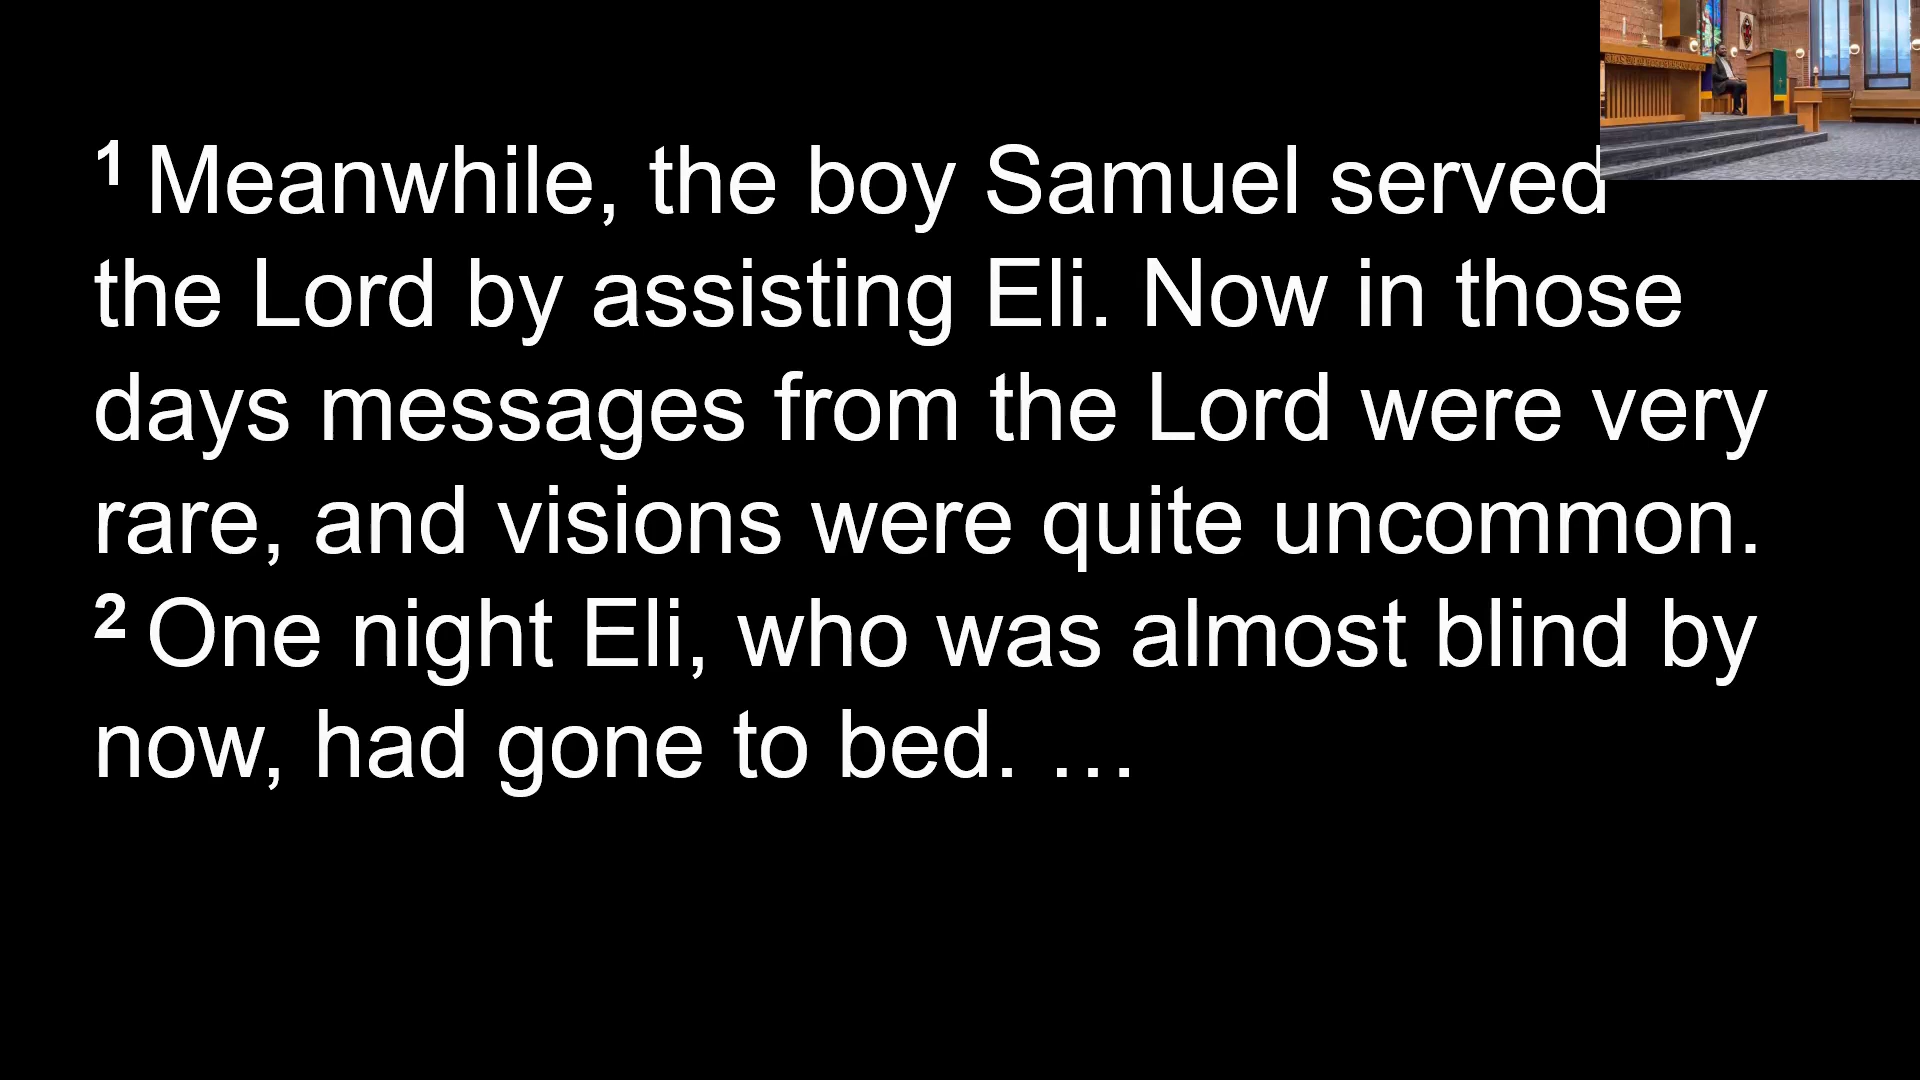 1 Meanwhile, the boy Samuel served
the Lord by assisting Eli. Now in those
days messages from the Lord were very
rare, and visions were quite uncommon.
2 One night Eli, who was almost blind by
now, had gone to bed. …